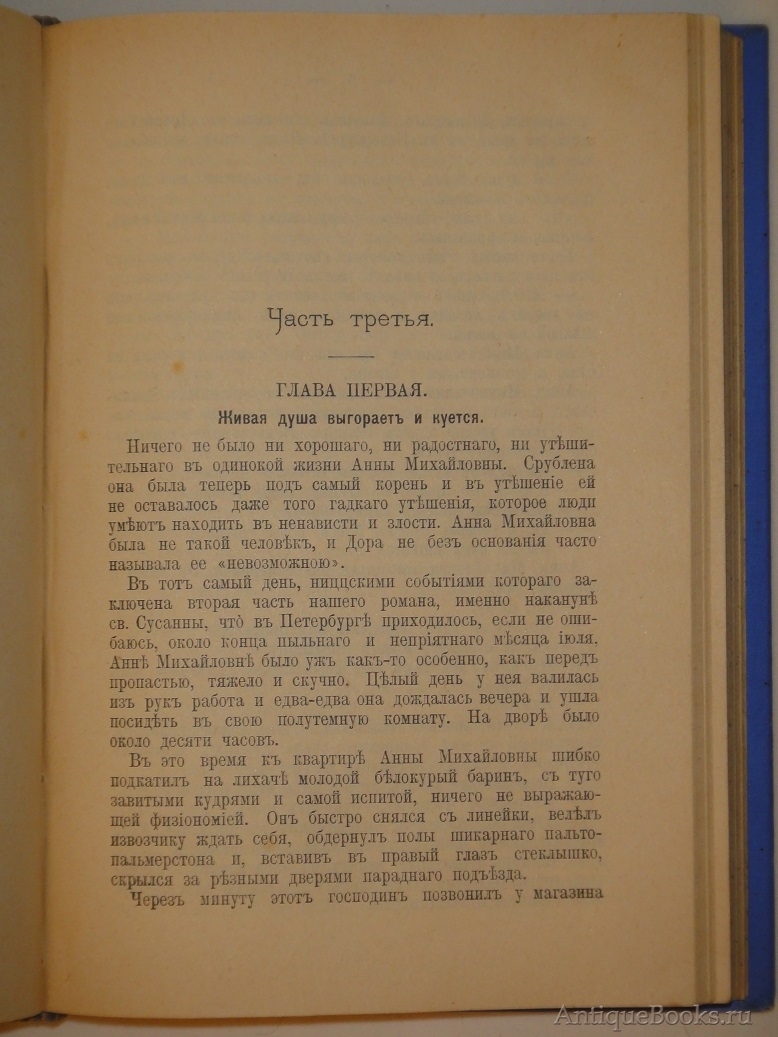 Часть третья.
ГЛАВА ПЕРВАЯ.
Живая душа выгораетъ и куется.
Ничего не было ни хорошаго, ни радостнаго, ни утѣши-
тельнаго въ одинокой жизни Анны Михайловны. Срублена
она была теперь подъ самый корень и въ утѣшеніе ей
не оставалось даже того гадкаго утѣшенія, которое люди
умѣютъ находить въ ненависти и злости. Анна Михайловна
была не такой человѣкъ, и Дора не безъ основанія часто
называла ее «невозможною».
Въ тотъ самый день, ниццскими событіями котораго за-
ключена вторая часть нашего романа, именно наканунѣ
св. Сусанны, что̀ въ Петербургѣ приходилось, если не оши-
баюсь, около конца пыльнаго и непріятнаго мѣсяца іюля.
Аннѣ Михайловнѣ было ужъ какъ-то особенно, какъ передъ
пропастью, тяжело и скучно. Цѣлый день у нея валилась
изъ рукъ работа и едва-едва она дождалась вечера и ушла
посидѣть въ свою полутемную комнату. На дворѣ было
около десяти часовъ.
Въ это время къ квартирѣ Анны Михайловны шибко
подкатилъ на лихачѣ молодой бѣлокурый баринъ, съ туго
завитыми кудрями и самой испитой, ничего не выражаю-
щей физіономіей. Онъ быстро снялся съ линейки, велѣлъ
извозчику ждать себя, обдернулъ полы шикарнаго пальто-
пальмерстона и, вставивъ въ правый глазъ стеклышко,
скрылся за рѣзными дверями параднаго подъѣзда.
Черезъ минуту этотъ господинъ позвонилъ у магазина
AntiqueBooks.ru